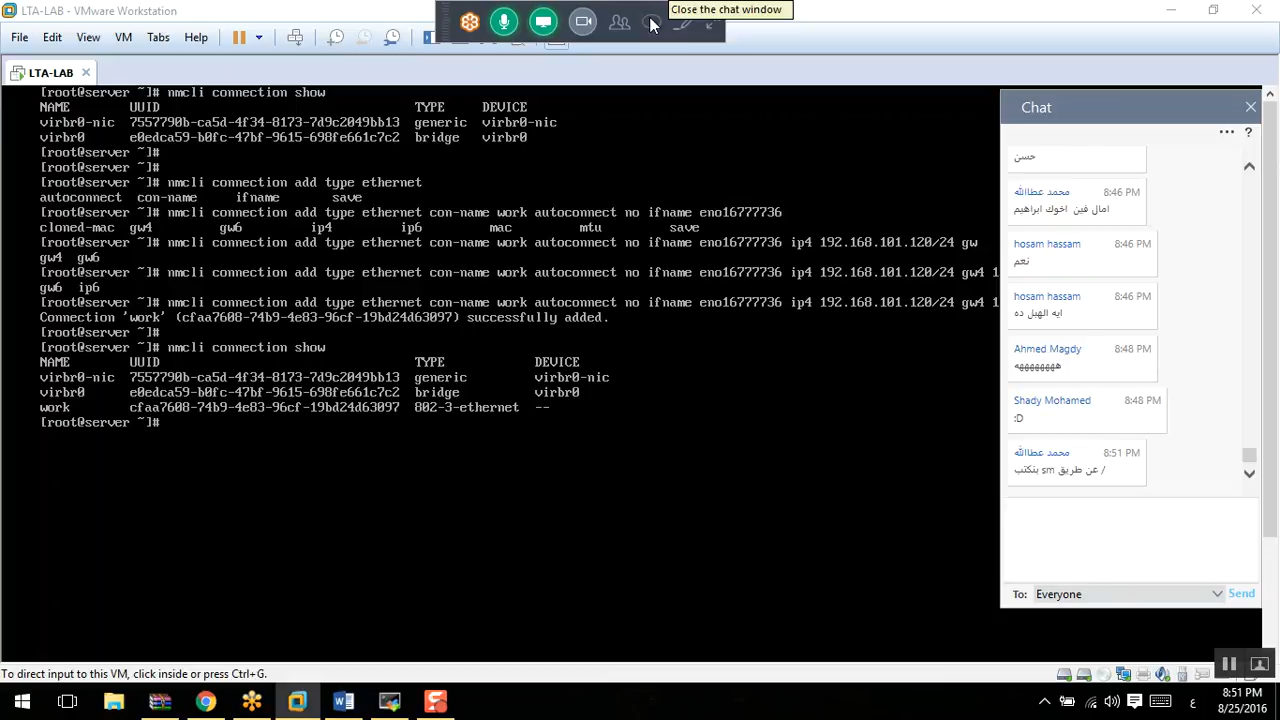 LTA-LAB - VMware Workstation
Close the chat window
File Edit View VM Tabs Help
LTA-LAB
[root@server ~]# nmcli connection show
NAME UUID TYPE DEVICE
virbr0-nic 7557790b-ca5d-4f34-8173-7d9c2049bb13 generic virbr0-nic
virbr0 e0edca59-b0fc-47bf-9615-698fe661c7c2 bridge virbr0
[root@server ~]#
[root@server ~]#
[root@server ~]# nmcli connection add type ethernet
autoconnect con-name ifname save
[root@server ~]# nmcli connection add type ethernet con-name work autoconnect no ifname eno16777736
cloned-mac gw4 gw6 ip4 ip6 mac mtu save
[root@server ~]# nmcli connection add type ethernet con-name work autoconnect no ifname eno16777736 ip4 192.168.101.120/24 gw
gw4 gw6
[root@server ~]# nmcli connection add type ethernet con-name work autoconnect no ifname eno16777736 ip4 192.168.101.120/24 gw4 1
gw6 ip6
[root@server ~]# nmcli connection add type ethernet con-name work autoconnect no ifname eno16777736 ip4 192.168.101.120/24 gw4 1
Connection 'work' (cfaa7608-74b9-4e83-96cf-19bd24d63097) successfully added.
[root@server ~]#
[root@server ~]# nmcli connection show
NAME UUID TYPE DEVICE
virbr0-nic 7557790b-ca5d-4f34-8173-7d9c2049bb13 generic virbr0-nic
virbr0 e0edca59-b0fc-47bf-9615-698fe661c7c2 bridge virbr0
work cfaa7608-74b9-4e83-96cf-19bd24d63097 802-3-ethernet --
[root@server ~]#
Chat
حسن
محمد عطاالله 8:46 PM
امال فين اخوك ابراهيم
hosam hassam 8:46 PM
نعم
hosam hassam 8:46 PM
ايه الهبل ده
Ahmed Magdy 8:48 PM
ههههههههه
Shady Mohamed 8:48 PM
:D
محمد عطاالله 8:51 PM
عن طريق sm بنكتب /
To: Everyone Send
To direct input to this VM, click inside or press Ctrl+G.
ع
8:51 PM
8/25/2016